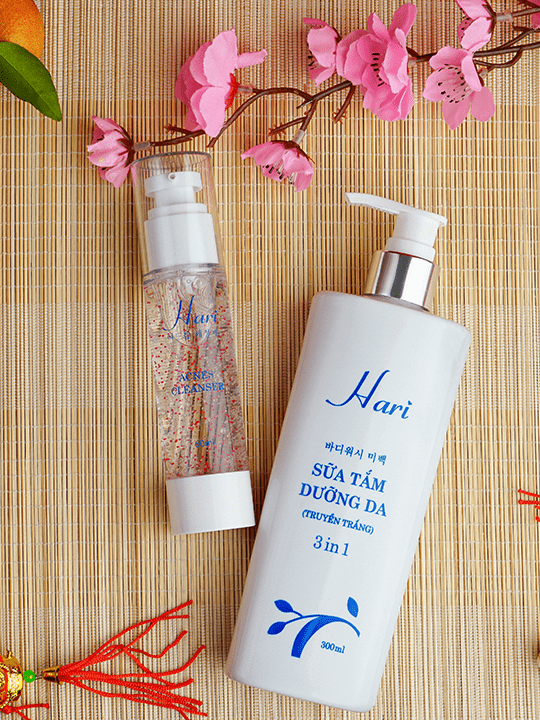 Hari
ACNES
CLEANSER
Hari
바디워시 미백
SỮA TẮM
DƯỠNG DA
(TRUYỀN TRẮNG)
3 in 1
300ml